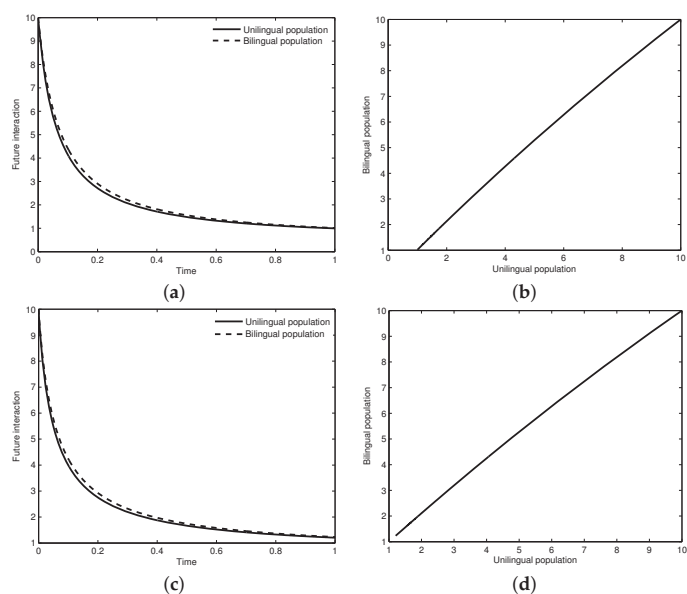 10
9
8
7
6
5
4
3
2
1
0
Future interaction
Unilingual population
Bilingual population
0 0.2 0.4 0.6 0.8 1
Time
(a)
10
9
8
7
6
5
4
3
2
1
Bilingual population
0 2 4 6 8 10
Unilingual population
(b)
10
9
8
7
6
5
4
3
2
1
Future interaction
Unilingual population
Bilingual population
0 0.2 0.4 0.6 0.8 1
Time
(c)
10
9
8
7
6
5
4
3
2
1
Bilingual population
1 2 3 4 5 6 7 8 9 10
Unilingual population
(d)